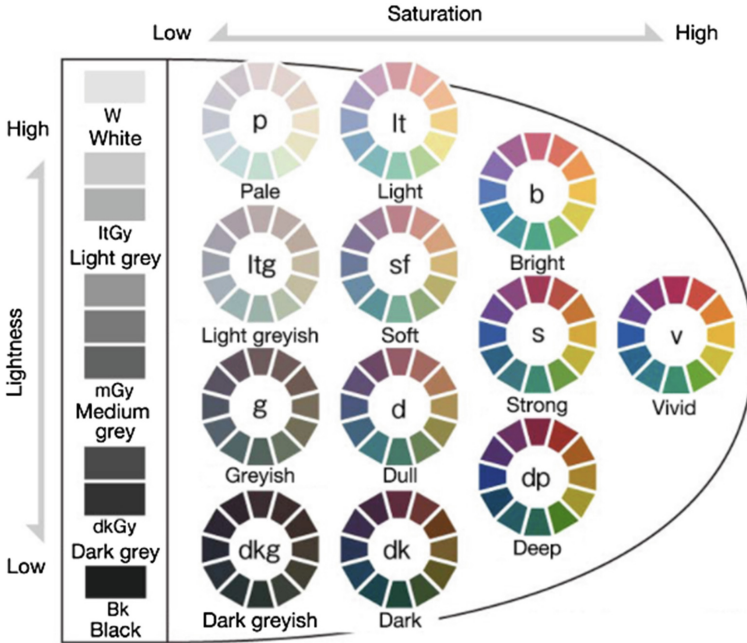 Saturation
Low
High
High
Lightness
Low
W
White
ltGy
Light grey
mGy
Medium
grey
dkGy
Dark grey
Bk
Black
p
Pale
lt
Light
b
Bright
ltg
Light greyish
sf
Soft
s
Strong
v
Vivid
g
Greyish
d
Dull
dp
Deep
dkg
Dark greyish
dk
Dark